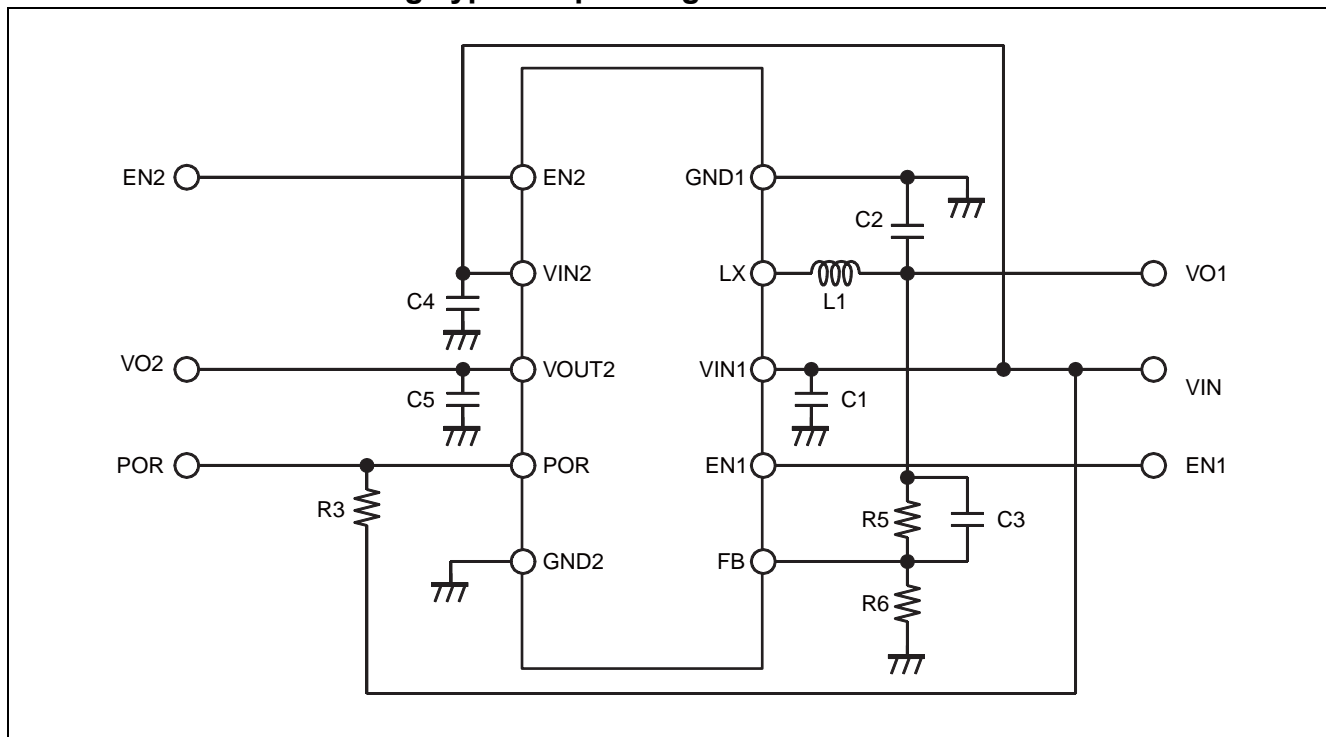 EN2
EN2
GND1
C2
VIN2
LX
L1
VO1
C4
VO2
VOUT2
VIN1
VIN
C5
C1
POR
POR
EN1
EN1
R3
R5
C3
GND2
FB
R6